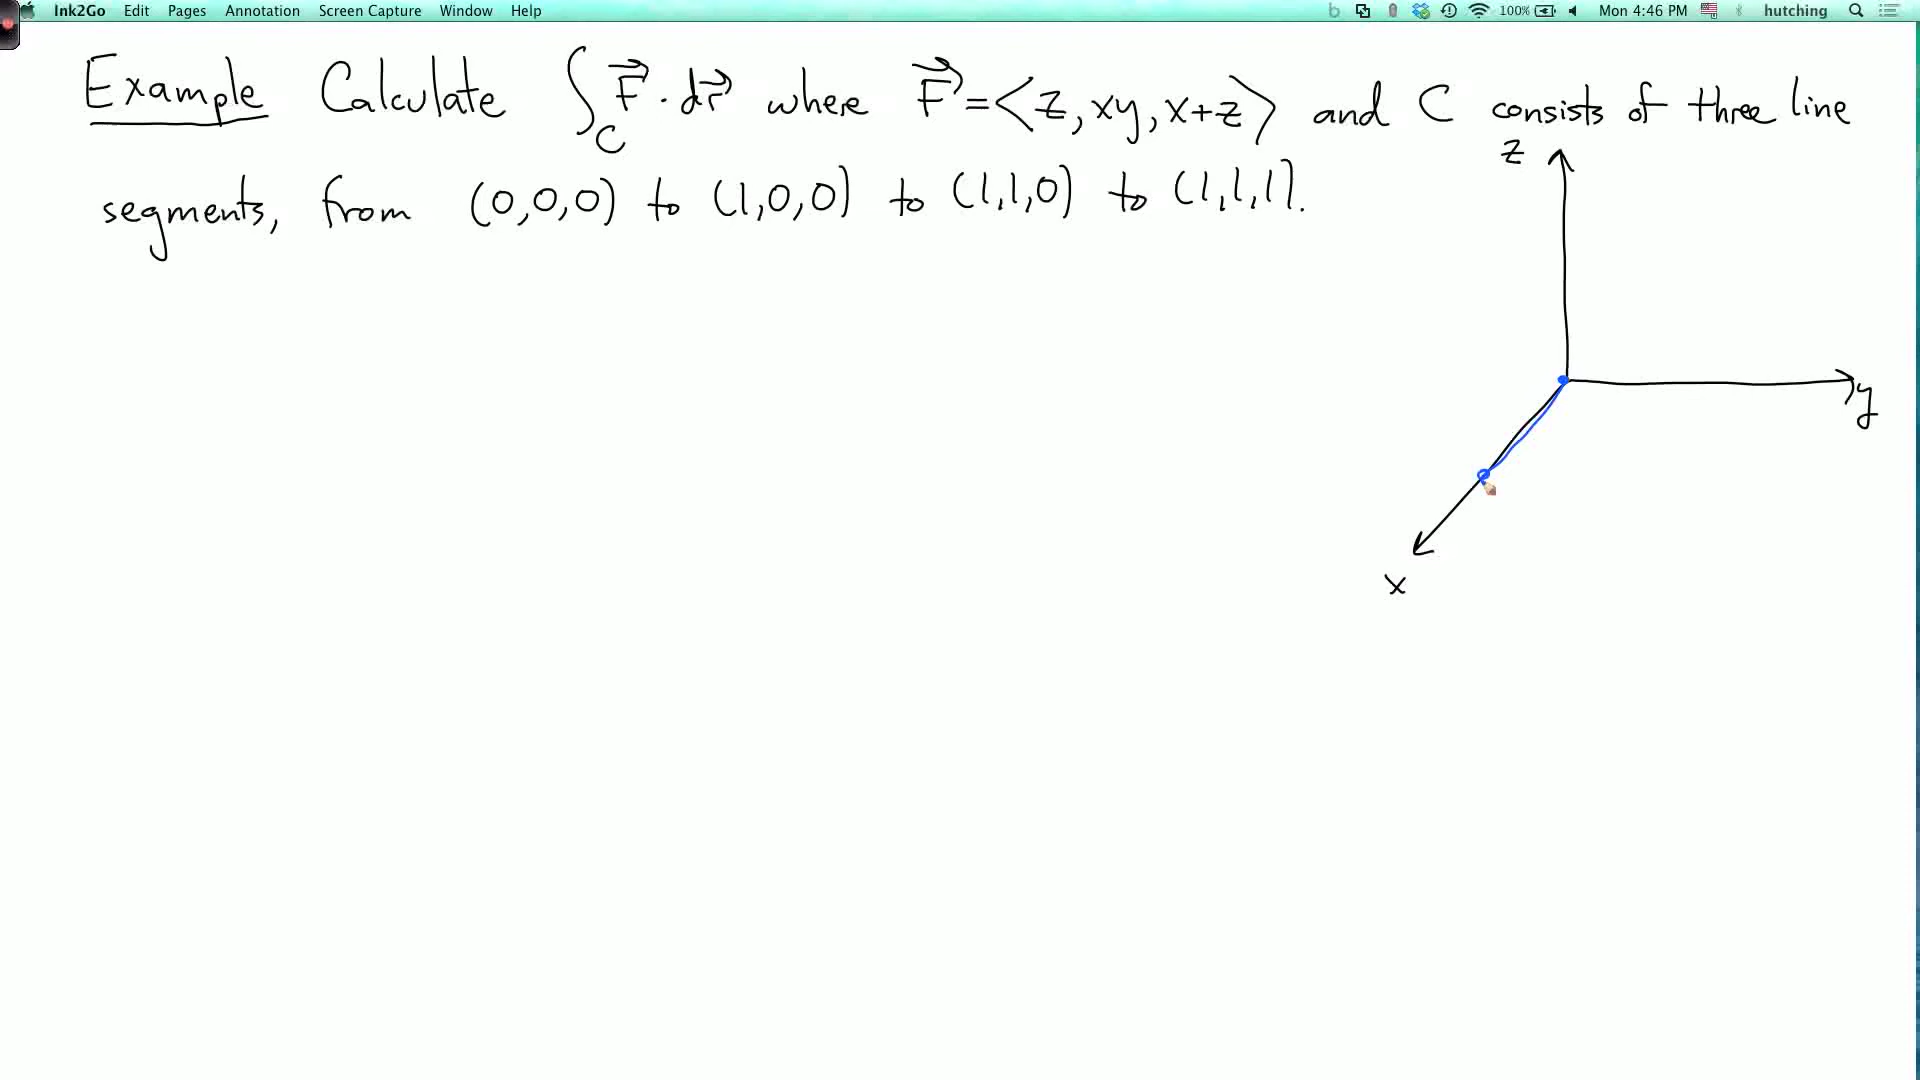 Ink2Go Edit Pages Annotation Screen Capture Window Help 100% Mon 4:46 PM hutching
Example Calculate ∫_C F⃗ · dr⃗ where F⃗ = ⟨z, xy, x+z⟩ and C consists of three line
segments, from (0,0,0) to (1,0,0) to (1,1,0) to (1,1,1).
z
y
x